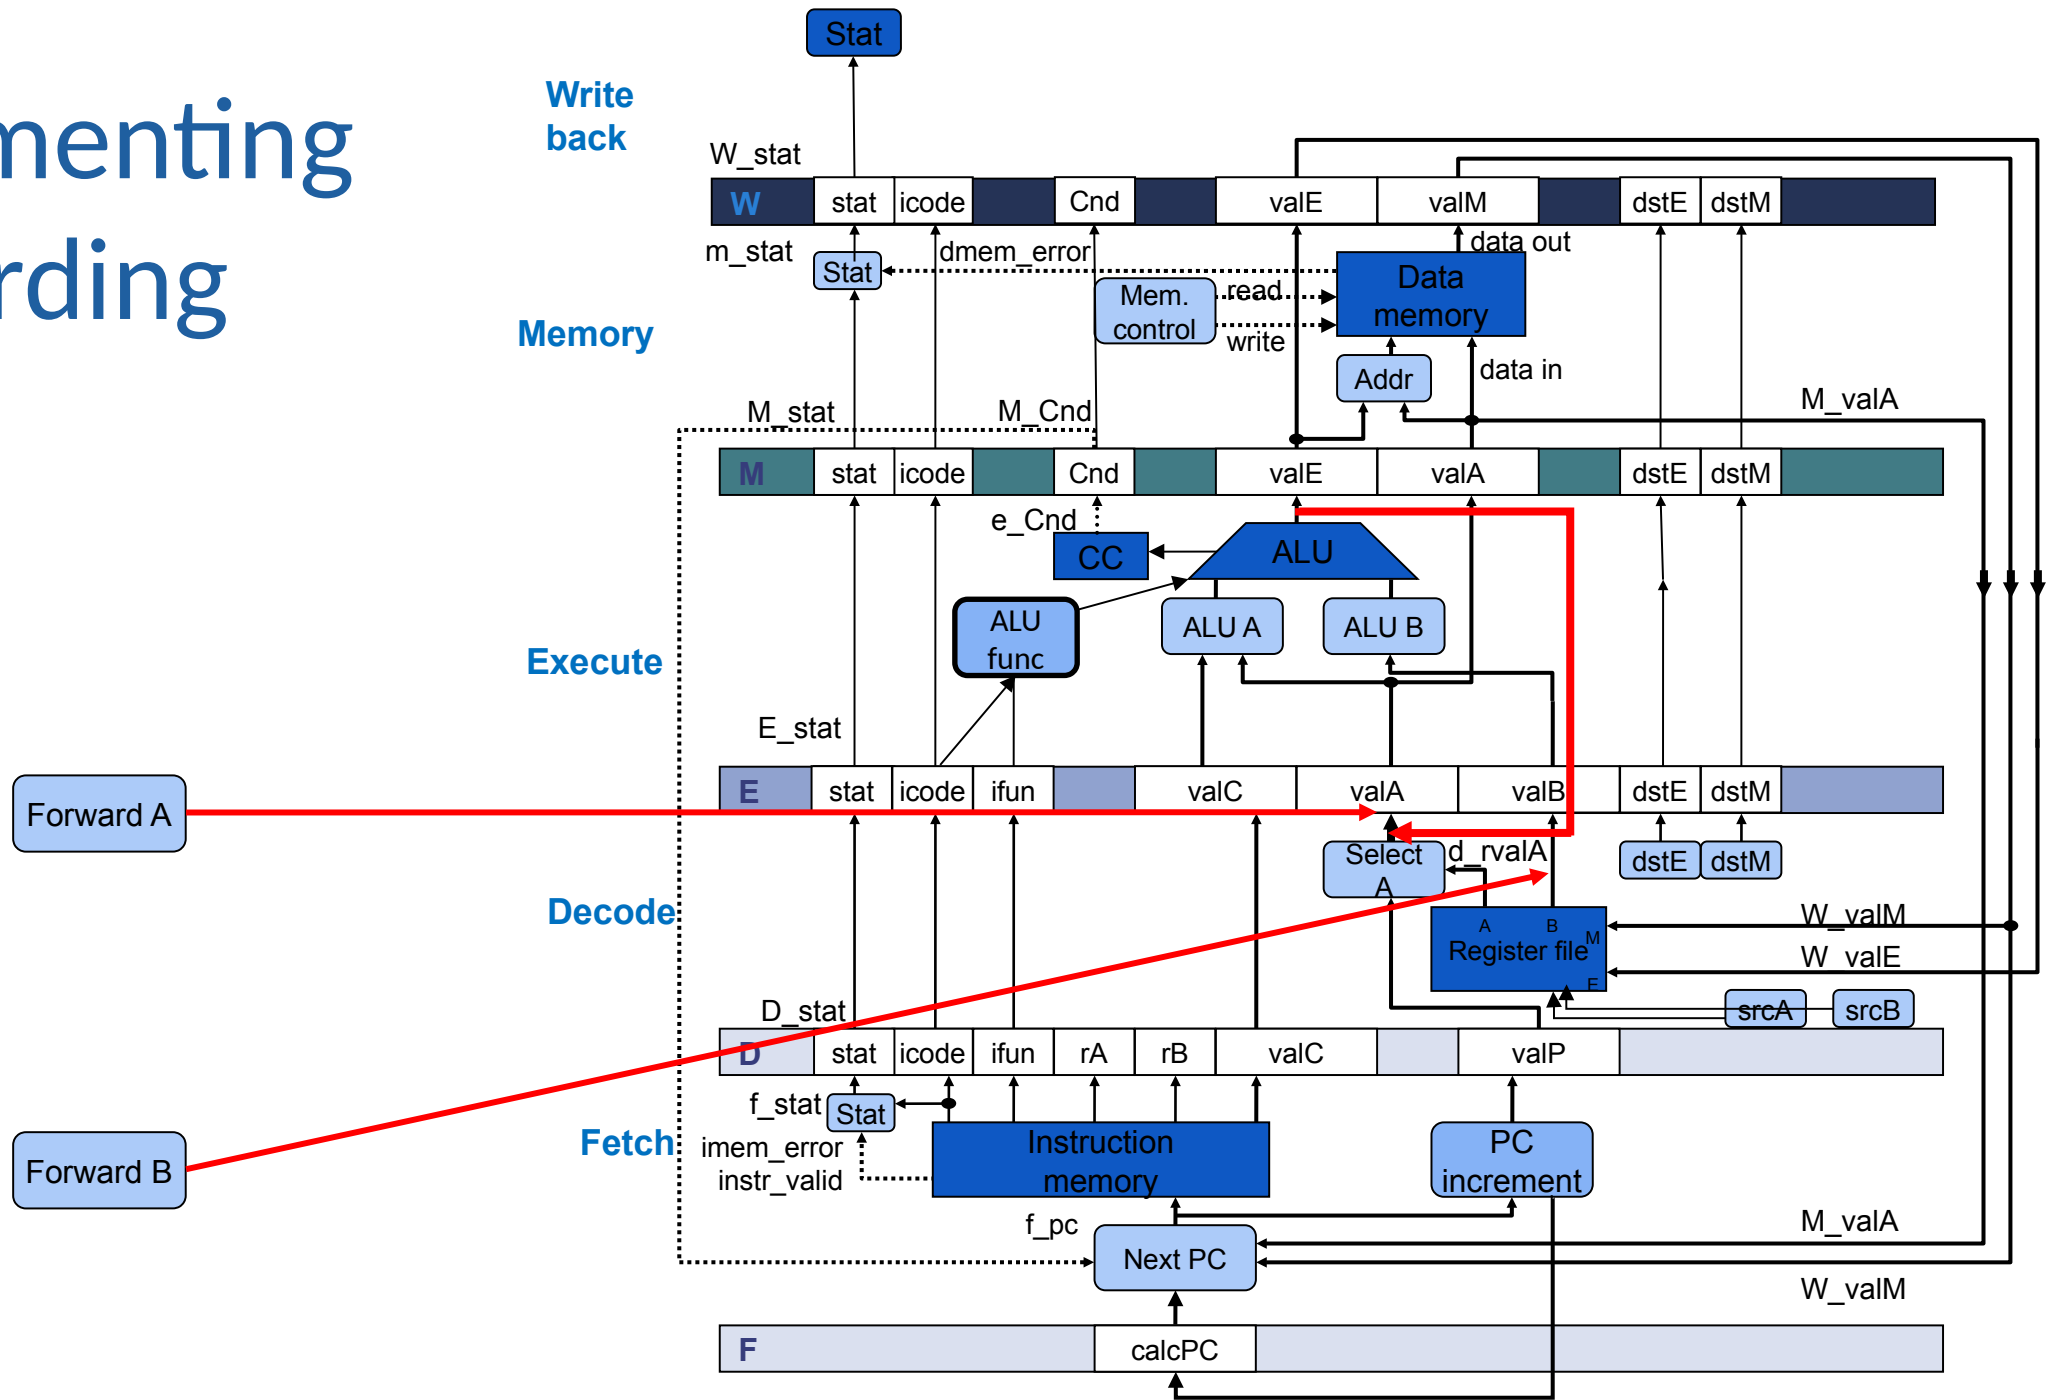 Stat
Write
back
menting
rding
W_stat
W stat icode Cnd valE valM dstE dstM
m_stat
Stat
dmem_error
data out
Data
memory
Mem.
control
read
write
Memory
Addr
data in
M_stat
M_Cnd
M_valA
M stat icode Cnd valE valA dstE dstM
e_Cnd
CC
ALU
ALU
func
ALU A
ALU B
Execute
E_stat
E stat icode ifun valC valA valB dstE dstM
Forward A
Select
A
d_rvalA
dstE
dstM
Decode
A B
M
Register file
E
W_valM
W_valE
D_stat
srcA
srcB
D stat icode ifun rA rB valC valP
f_stat
Stat
Fetch
imem_error
instr_valid
Instruction
memory
PC
increment
Forward B
f_pc
Next PC
M_valA
W_valM
F calcPC